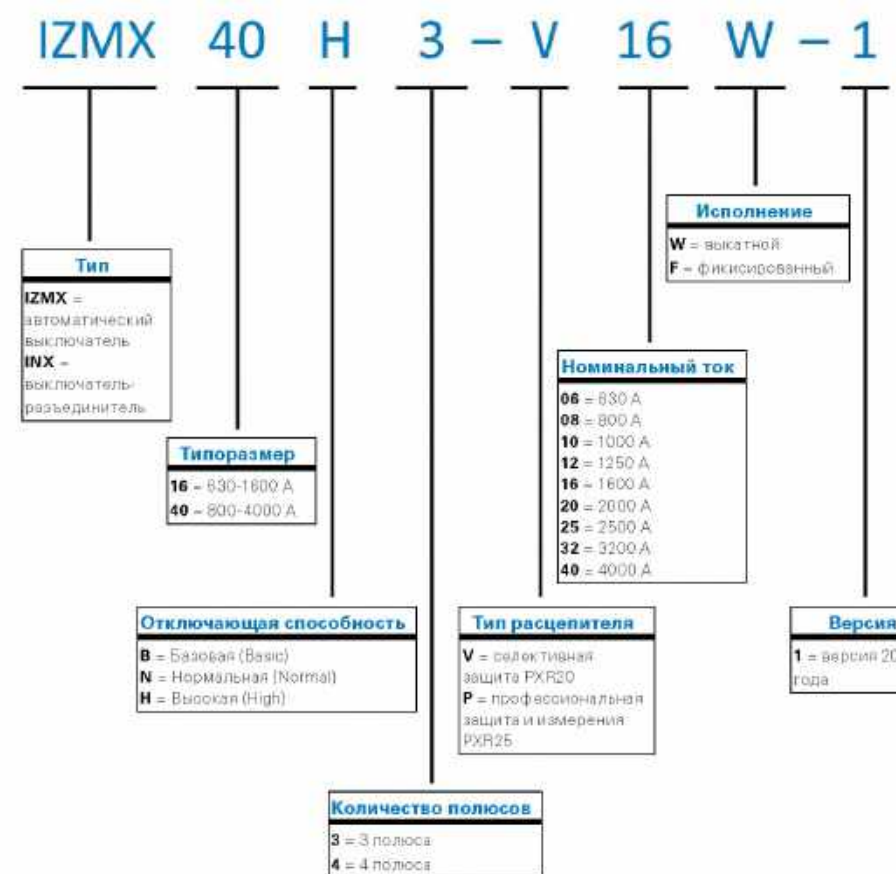 IZMX 40 H 3 – V 16 W – 1
Исполнение
W = выкатной
F – фикисированный
Тип
IZMX =
автоматический
выключатель
INX –
выключатель-
разъединитель
Номинальный ток
06 = 630 A
08 = 800 A
10 = 1000 A
12 = 1250 A
16 = 1600 A
20 = 2000 A
25 = 2500 A
32 = 3200 A
40 = 4000 A
Типоразмер
16 – 630-1600 A
40 – 800-4000 A
Отключающая способность
B = Базовая (Basic)
N = Нормальная (Normal)
H = Высокая (High)
Тип расцепителя
V = селективная
защита PXR20
P = профессиональная
защита и измерения
PXR25
Версия
1 = версия 20
года
Количество полюсов
3 = 3 полюса
4 = 4 полюса